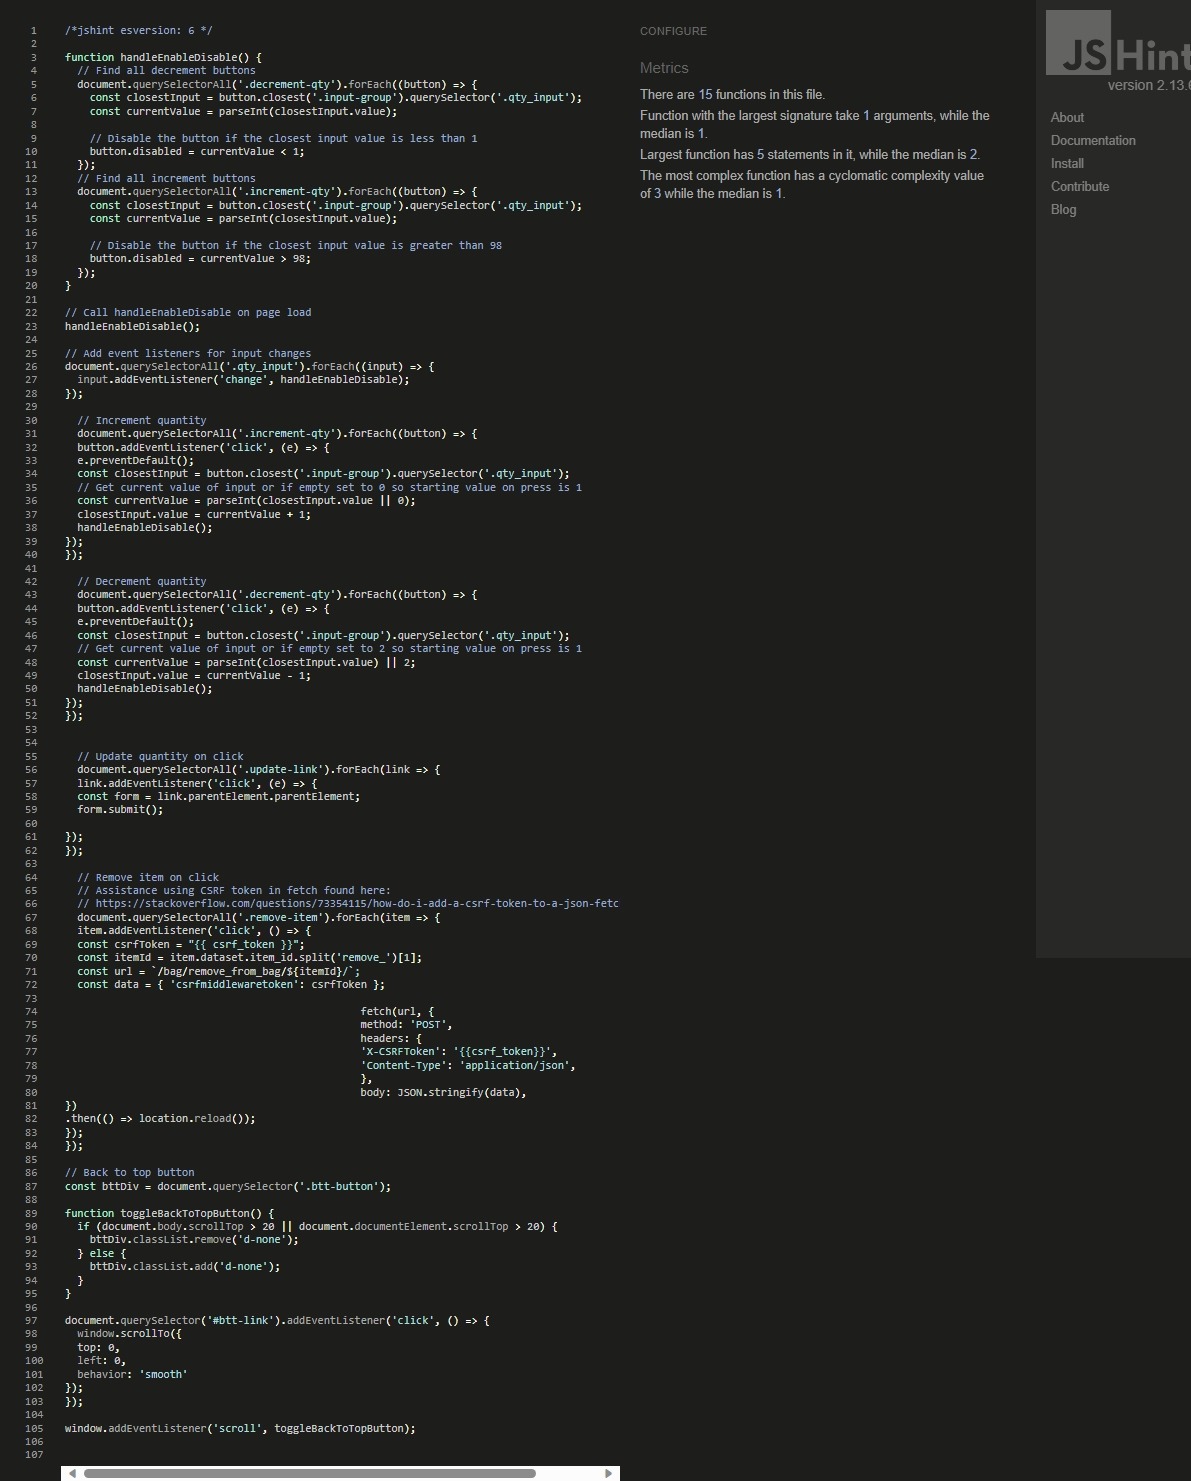 1 /*jshint esversion: 6 */
2
3 function handleEnableDisable() {
4 // Find all decrement buttons
5 document.querySelectorAll('.decrement-qty').forEach((button) => {
6 const closestInput = button.closest('.input-group').querySelector('.qty_input');
7 const currentValue = parseInt(closestInput.value);
8
9 // Disable the button if the closest input value is less than 1
10 button.disabled = currentValue < 1;
11 });
12 // Find all increment buttons
13 document.querySelectorAll('.increment-qty').forEach((button) => {
14 const closestInput = button.closest('.input-group').querySelector('.qty_input');
15 const currentValue = parseInt(closestInput.value);
16
17 // Disable the button if the closest input value is greater than 98
18 button.disabled = currentValue > 98;
19 });
20 }
21
22 // Call handleEnableDisable on page load
23 handleEnableDisable();
24
25 // Add event listeners for input changes
26 document.querySelectorAll('.qty_input').forEach((input) => {
27 input.addEventListener('change', handleEnableDisable);
28 });
29
30 // Increment quantity
31 document.querySelectorAll('.increment-qty').forEach((button) => {
32 button.addEventListener('click', (e) => {
33 e.preventDefault();
34 const closestInput = button.closest('.input-group').querySelector('.qty_input');
35 // Get current value of input or if empty set to 0 so starting value on press is 1
36 const currentValue = parseInt(closestInput.value || 0);
37 closestInput.value = currentValue + 1;
38 handleEnableDisable();
39 });
40 });
41
42 // Decrement quantity
43 document.querySelectorAll('.decrement-qty').forEach((button) => {
44 button.addEventListener('click', (e) => {
45 e.preventDefault();
46 const closestInput = button.closest('.input-group').querySelector('.qty_input');
47 // Get current value of input or if empty set to 2 so starting value on press is 1
48 const currentValue = parseInt(closestInput.value) || 2;
49 closestInput.value = currentValue - 1;
50 handleEnableDisable();
51 });
52 });
53
54
55 // Update quantity on click
56 document.querySelectorAll('.update-link').forEach(link => {
57 link.addEventListener('click', (e) => {
58 const form = link.parentElement.parentElement;
59 form.submit();
60
61 });
62 });
63
64 // Remove item on click
65 // Assistance using CSRF token in fetch found here:
66 // https://stackoverflow.com/questions/73354115/how-do-i-add-a-csrf-token-to-a-json-fetc
67 document.querySelectorAll('.remove-item').forEach(item => {
68 item.addEventListener('click', () => {
69 const csrfToken = "{{ csrf_token }}";
70 const itemId = item.dataset.item_id.split('remove_')[1];
71 const url = `/bag/remove_from_bag/${itemId}/`;
72 const data = { 'csrfmiddlewaretoken': csrfToken };
73
74 fetch(url, {
75 method: 'POST',
76 headers: {
77 'X-CSRFToken': '{{csrf_token}}',
78 'Content-Type': 'application/json',
79 },
80 body: JSON.stringify(data),
81 })
82 .then(() => location.reload());
83 });
84 });
85
86 // Back to top button
87 const bttDiv = document.querySelector('.btt-button');
88
89 function toggleBackToTopButton() {
90 if (document.body.scrollTop > 20 || document.documentElement.scrollTop > 20) {
91 bttDiv.classList.remove('d-none');
92 } else {
93 bttDiv.classList.add('d-none');
94 }
95 }
96
97 document.querySelector('#btt-link').addEventListener('click', () => {
98 window.scrollTo({
99 top: 0,
100 left: 0,
101 behavior: 'smooth'
102 });
103 });
104
105 window.addEventListener('scroll', toggleBackToTopButton);
106
107
CONFIGURE
Metrics
There are 15 functions in this file.
Function with the largest signature take 1 arguments, while the
median is 1.
Largest function has 5 statements in it, while the median is 2.
The most complex function has a cyclomatic complexity value
of 3 while the median is 1.
JSHint
version 2.13.6
About
Documentation
Install
Contribute
Blog